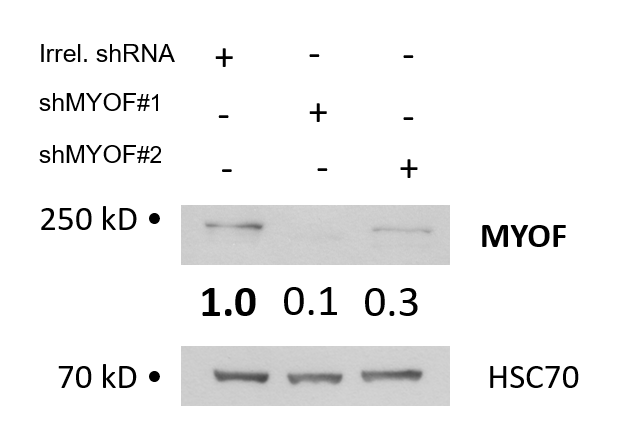 Irrel. shRNA + - -
shMYOF#1 - + -
shMYOF#2 - - +
250 kD • MYOF
1.0 0.1 0.3
70 kD • HSC70